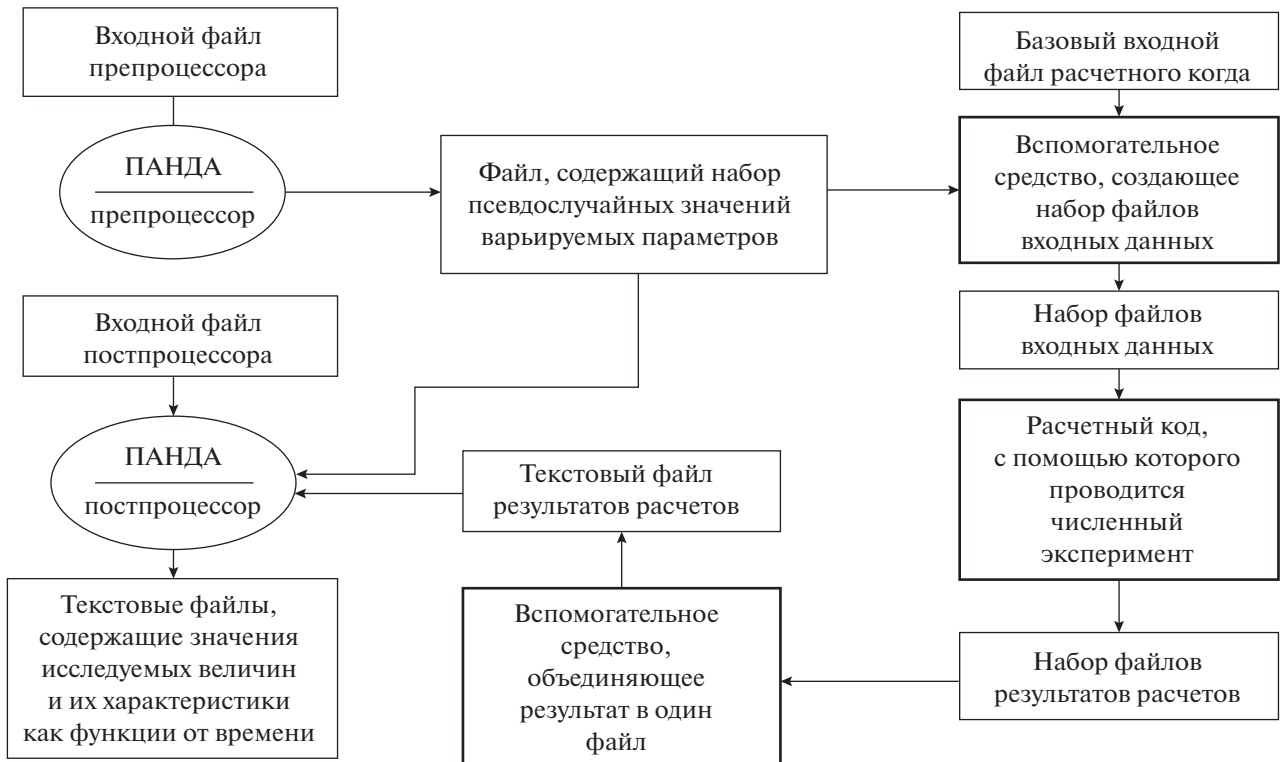 Входной файл
препроцессора
ПАНДА
препроцессор
Файл, содержащий набор
псевдослучайных значений
варьируемых параметров
Базовый входной
файл расчетного когда
Вспомогательное
средство, создающее
набор файлов
входных данных
Набор файлов
входных данных
Расчетный код,
с помощью которого
проводится
численный
эксперимент
Набор файлов
результатов расчетов
Вспомогательное
средство,
объединяющее
результат в один
файл
Текстовый файл
результатов расчетов
Входной файл
постпроцессора
ПАНДА
постпроцессор
Текстовые файлы,
содержащие значения
исследуемых величин
и их характеристики
как функции от времени